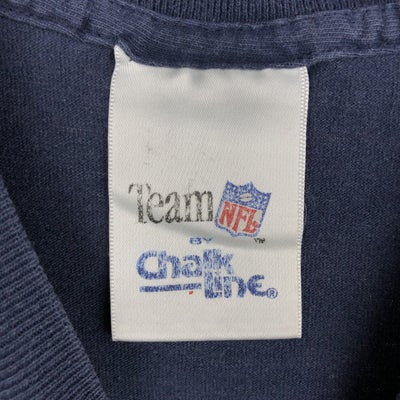 Team NFL ™
BY
Chalk
Line®